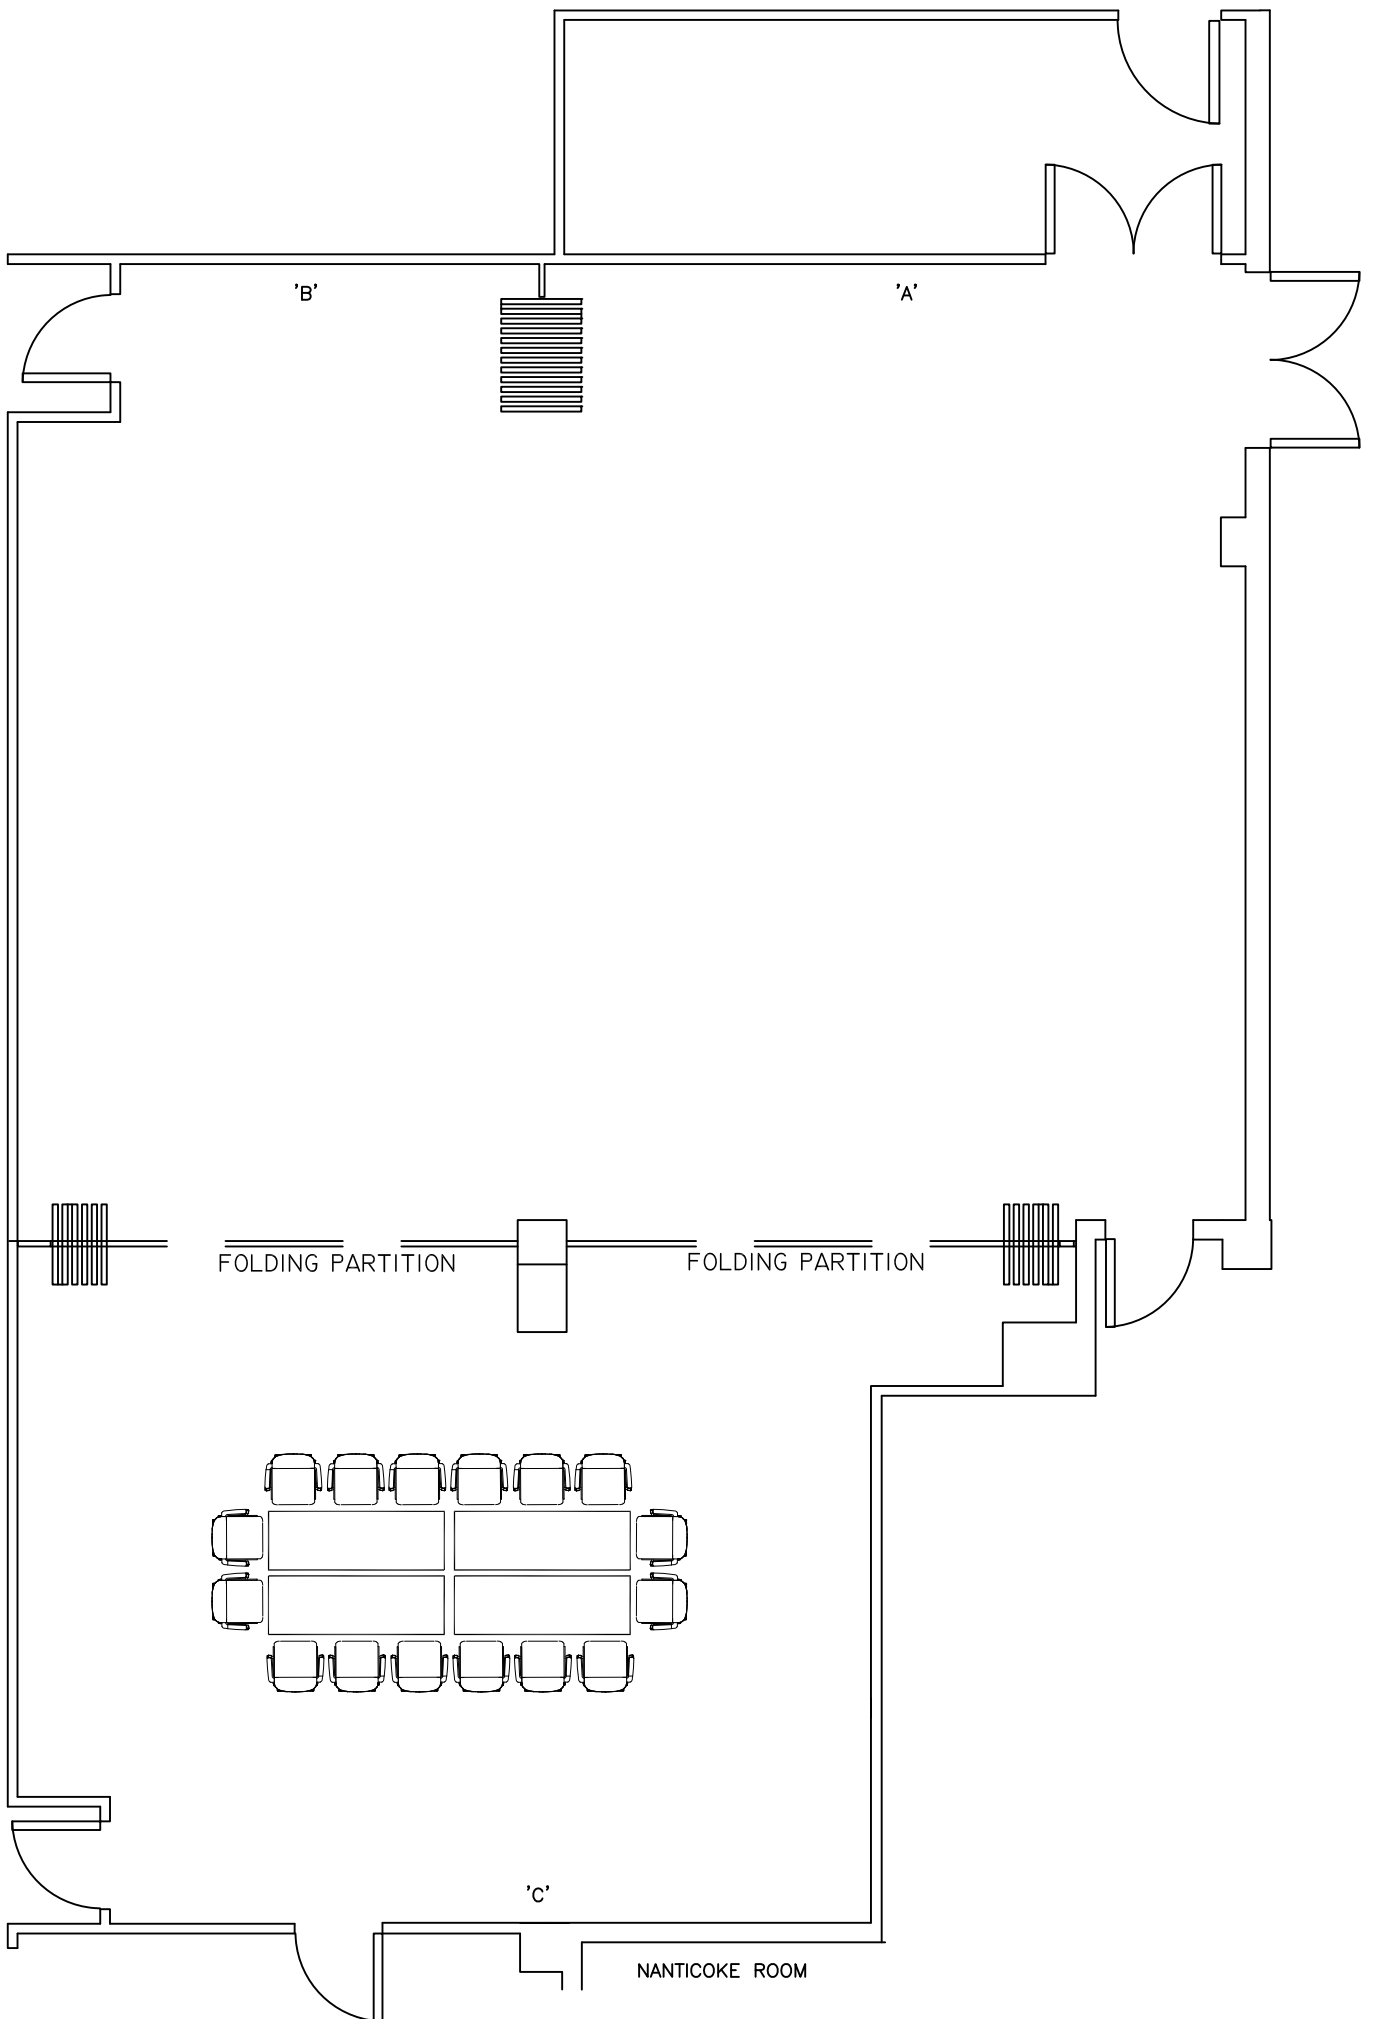 'B'
'A'
FOLDING PARTITION
FOLDING PARTITION
'C'
NANTICOKE ROOM